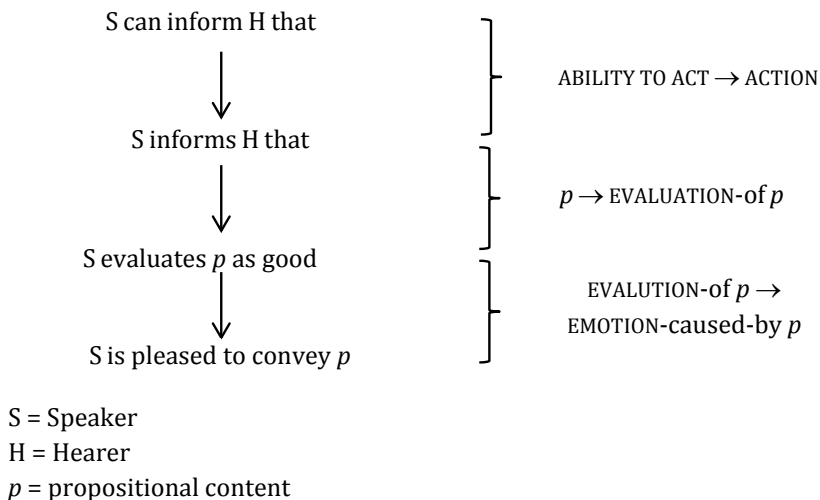 S can inform H that
ABILITY TO ACT → ACTION
S informs H that
p → EVALUATION-of p
S evaluates p as good
EVALUTION-of p →
EMOTION-caused-by p
S is pleased to convey p
S = Speaker
H = Hearer
p = propositional content